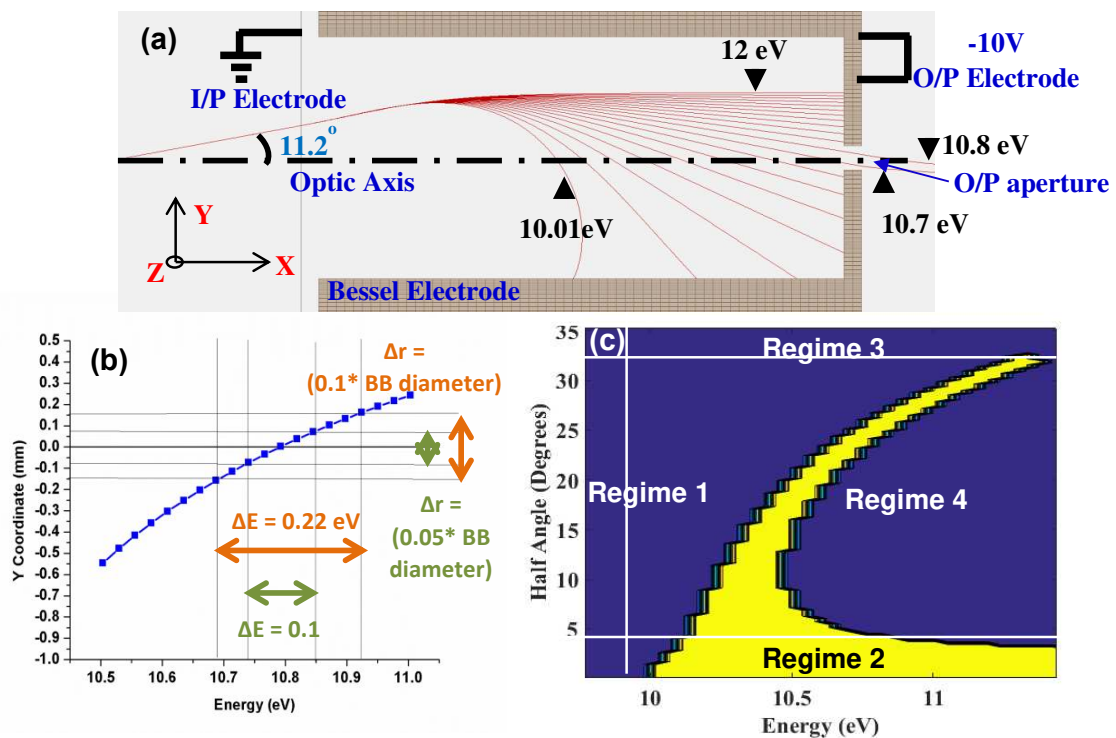 (a)
-10V
O/P Electrode
12 eV
I/P Electrode
11.2°
Optic Axis
10.8 eV
O/P aperture
10.7 eV
10.01eV
Y
Z
X
Bessel Electrode
(b)
0.5
0.4
0.3
0.2
0.1
0.0
-0.1
-0.2
-0.3
-0.4
-0.5
-0.6
-0.7
-0.8
-0.9
-1.0
Y Coordinate (mm)
Δr =
(0.1* BB
diameter)
ΔE = 0.22 eV
Δr =
(0.05* BB
diameter)
ΔE = 0.1
10.5
10.6
10.7
10.8
10.9
11.0
Energy (eV)
(c)
35
30
25
20
15
10
5
Half Angle (Degrees)
Regime 3
Regime 1
Regime 4
Regime 2
10
10.5
11
Energy (eV)